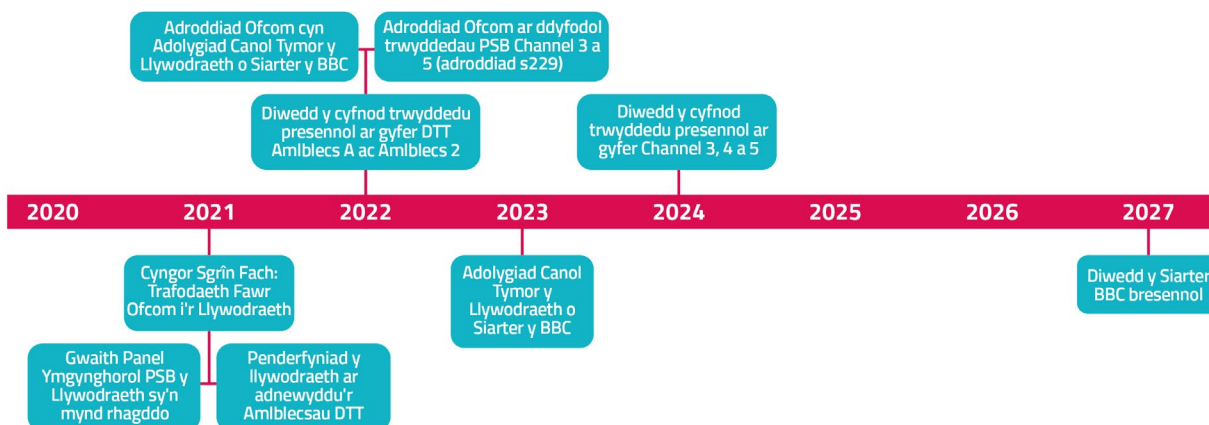 Adroddiad Ofcom cyn
Adolygiad Canol Tymor y
Llywodraeth o Siarter y BBC
Adroddiad Ofcom ar ddyfodol
trwyddedau PSB Channel 3 a
5 (adroddiad s229)
Diwedd y cyfnod trwyddedu
presennol ar gyfer DTT
Amlblecs A ac Amlblecs 2
Diwedd y cyfnod
trwyddedu presennol ar
gyfer Channel 3, 4 a 5
2020 2021 2022 2023 2024 2025 2026 2027
Cyngor Sgrîn Fach:
Trafodaeth Fawr
Ofcom i'r Llywodraeth
Gwaith Panel
Ymgynghorol PSB y
Llywodraeth sy'n
mynd rhagddo
Penderfyniad y
llywodraeth ar
adnewyddu'r
Amlblecsau DTT
Adolygiad Canol
Tymor y
Llywodraeth o
Siarter y BBC
Diwedd y Siarter
BBC bresennol